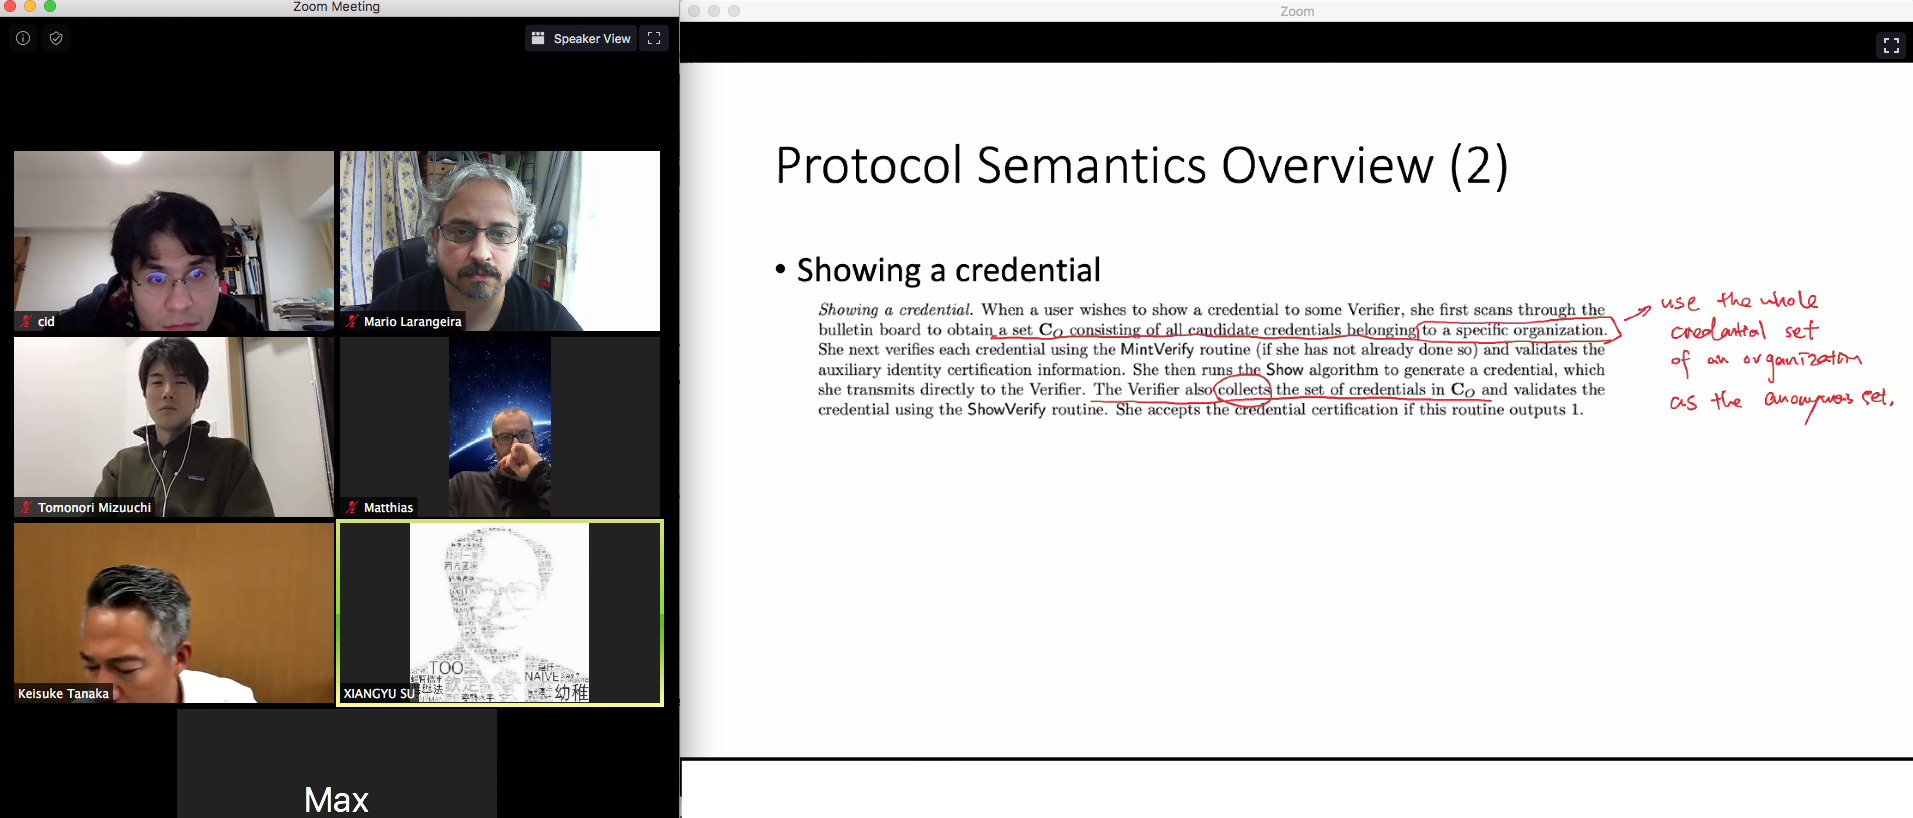 Zoom Meeting
Speaker View
cid
Mario Larangeira
Tomonori Mizuuchi
Matthias
Keisuke Tanaka
西方国家
TOO
NAIVE
欽定
幼稚
XIANGYU SU
Max
Zoom
Protocol Semantics Overview (2)
• Showing a credential
Showing a credential. When a user wishes to show a credential to some Verifier, she first scans through the
bulletin board to obtain a set C_O consisting of all candidate credentials belonging to a specific organization.
She next verifies each credential using the MintVerify routine (if she has not already done so) and validates the
auxiliary identity certification information. She then runs the Show algorithm to generate a credential, which
she transmits directly to the Verifier. The Verifier also collects the set of credentials in C_O and validates the
credential using the ShowVerify routine. She accepts the credential certification if this routine outputs 1.
use the whole
credential set
of an organization
as the anonymous set.